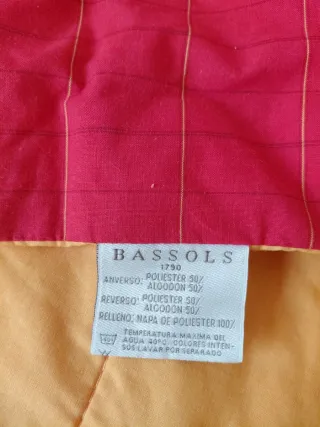 BASSOLS
1790
ANVERSO: POLIESTER 50%
ALGODON 50%
REVERSO: POLIESTER 50%
ALGODON 50%
RELLENO, NAPA DE POLIESTER 100%
TEMPERATURA MAXIMA DEL
AGUA 40ºC/ COLORES INTEN-
SOS LAVAR POR SEPARADO